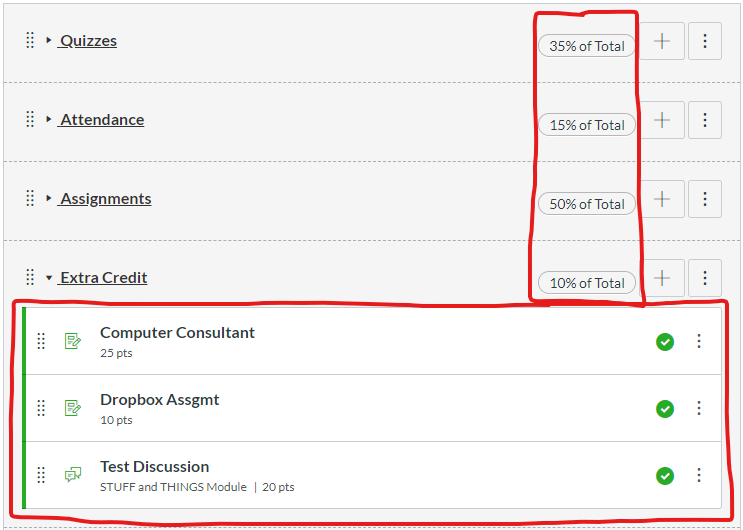 Quizzes 35% of Total
Attendance 15% of Total
Assignments 50% of Total
Extra Credit 10% of Total
Computer Consultant
25 pts
Dropbox Assgmt
10 pts
Test Discussion
STUFF and THINGS Module | 20 pts